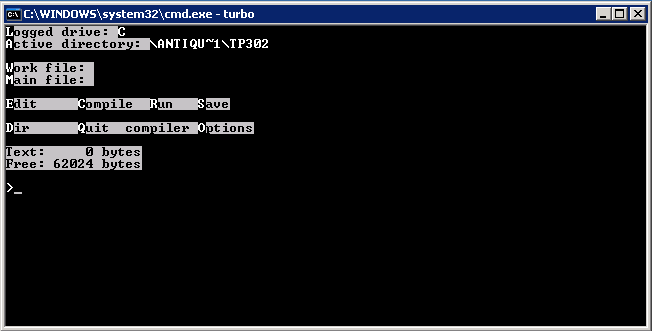 C:\WINDOWS\system32\cmd.exe - turbo
Logged drive: C
Active directory: \ANTIQU~1\TP302
Work file:
Main file:
Edit Compile Run Save
Dir Quit compiler Options
Text: 0 bytes
Free: 62024 bytes
>_